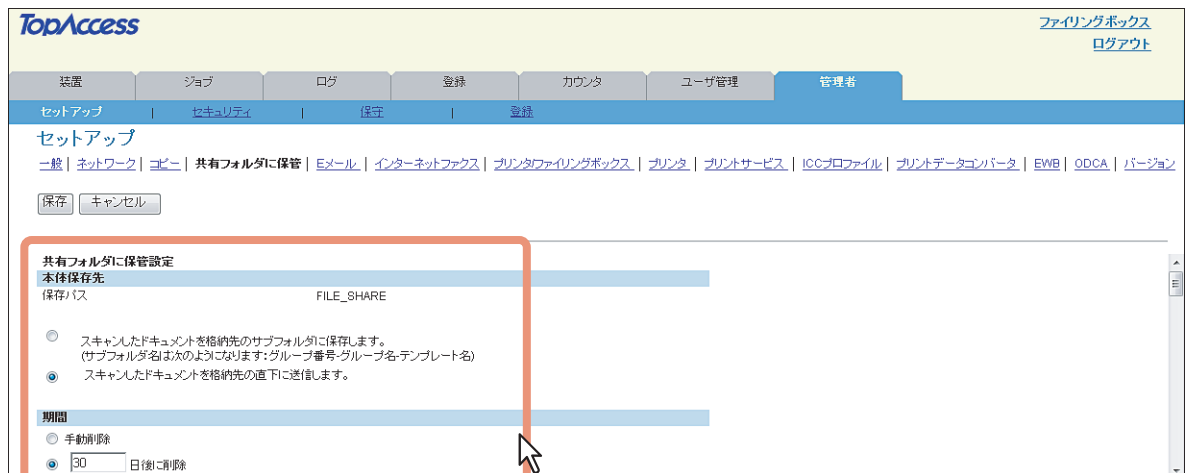 TopAccess
ファイリングボックス
ログアウト
装置 ジョブ ログ 登録 カウンタ ユーザ管理 管理者
セットアップ | セキュリティ | 保守 | 登録
セットアップ
一般 | ネットワーク | コピー | 共有フォルダに保管 | Eメール | インターネットファクス | プリンタ/ファイリングボックス | プリンタ | プリントサービス | ICCプロファイル | プリントデータコンバータ | EWB | ODCA | バージョン
保存 キャンセル
共有フォルダに保管設定
本体保存先
保存パス FILE_SHARE
スキャンしたドキュメントを格納先のサブフォルダに保存します。
(サブフォルダ名は次のようになります:グループ番号-グループ名-テンプレート名)
スキャンしたドキュメントを格納先の直下に送信します。
期間
手動削除
30 日後に削除